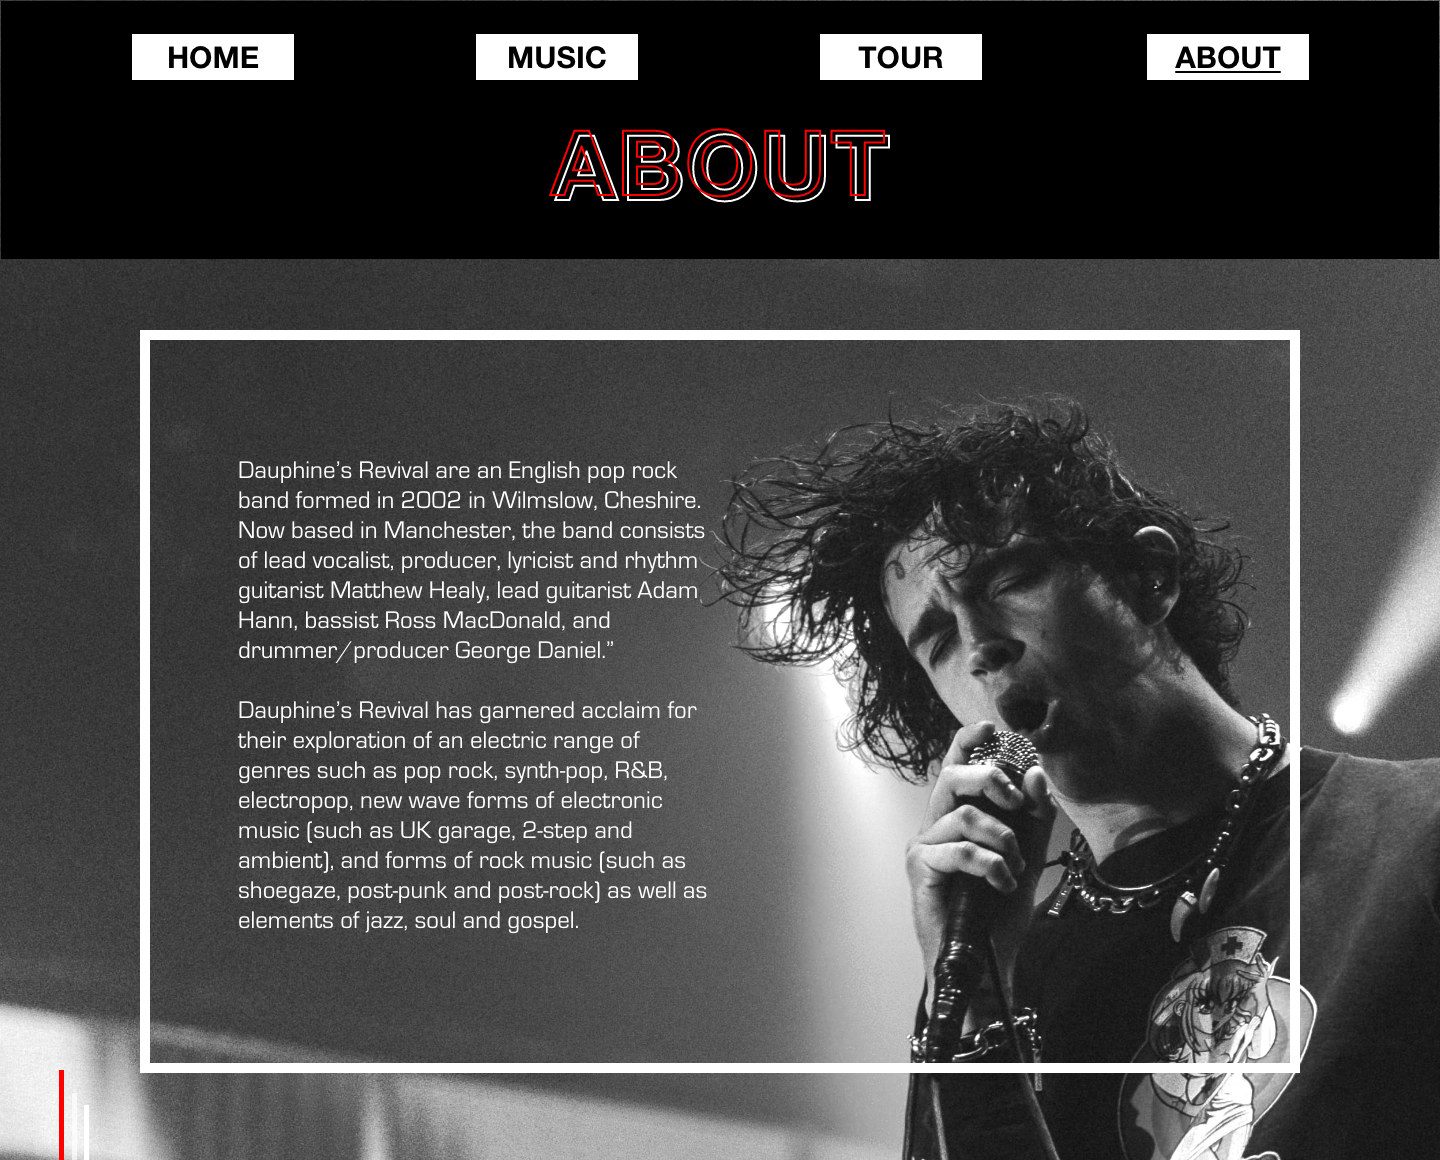 HOME
MUSIC
TOUR
ABOUT
ABOUT
Dauphine’s Revival are an English pop rock
band formed in 2002 in Wilmslow, Cheshire.
Now based in Manchester, the band consists
of lead vocalist, producer, lyricist and rhythm
guitarist Matthew Healy, lead guitarist Adam
Hann, bassist Ross MacDonald, and
drummer/producer George Daniel.”
Dauphine’s Revival has garnered acclaim for
their exploration of an electric range of
genres such as pop rock, synth-pop, R&B,
electropop, new wave forms of electronic
music (such as UK garage, 2-step and
ambient), and forms of rock music (such as
shoegaze, post-punk and post-rock) as well as
elements of jazz, soul and gospel.